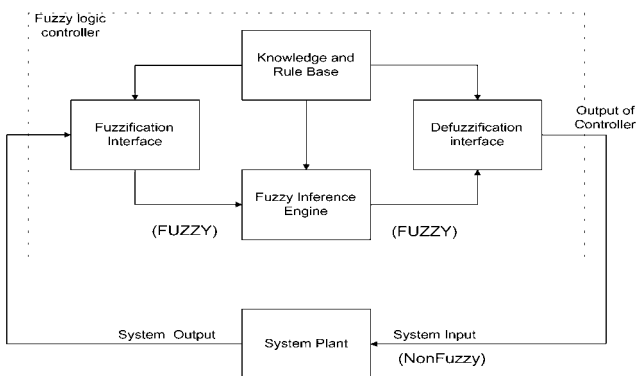 Fuzzy logic
controller
Knowledge and
Rule Base
Fuzzification
Interface
Defuzzification
interface
Output of
Controller
Fuzzy Inference
Engine
(FUZZY)
(FUZZY)
System Output
System Plant
System Input
(NonFuzzy)